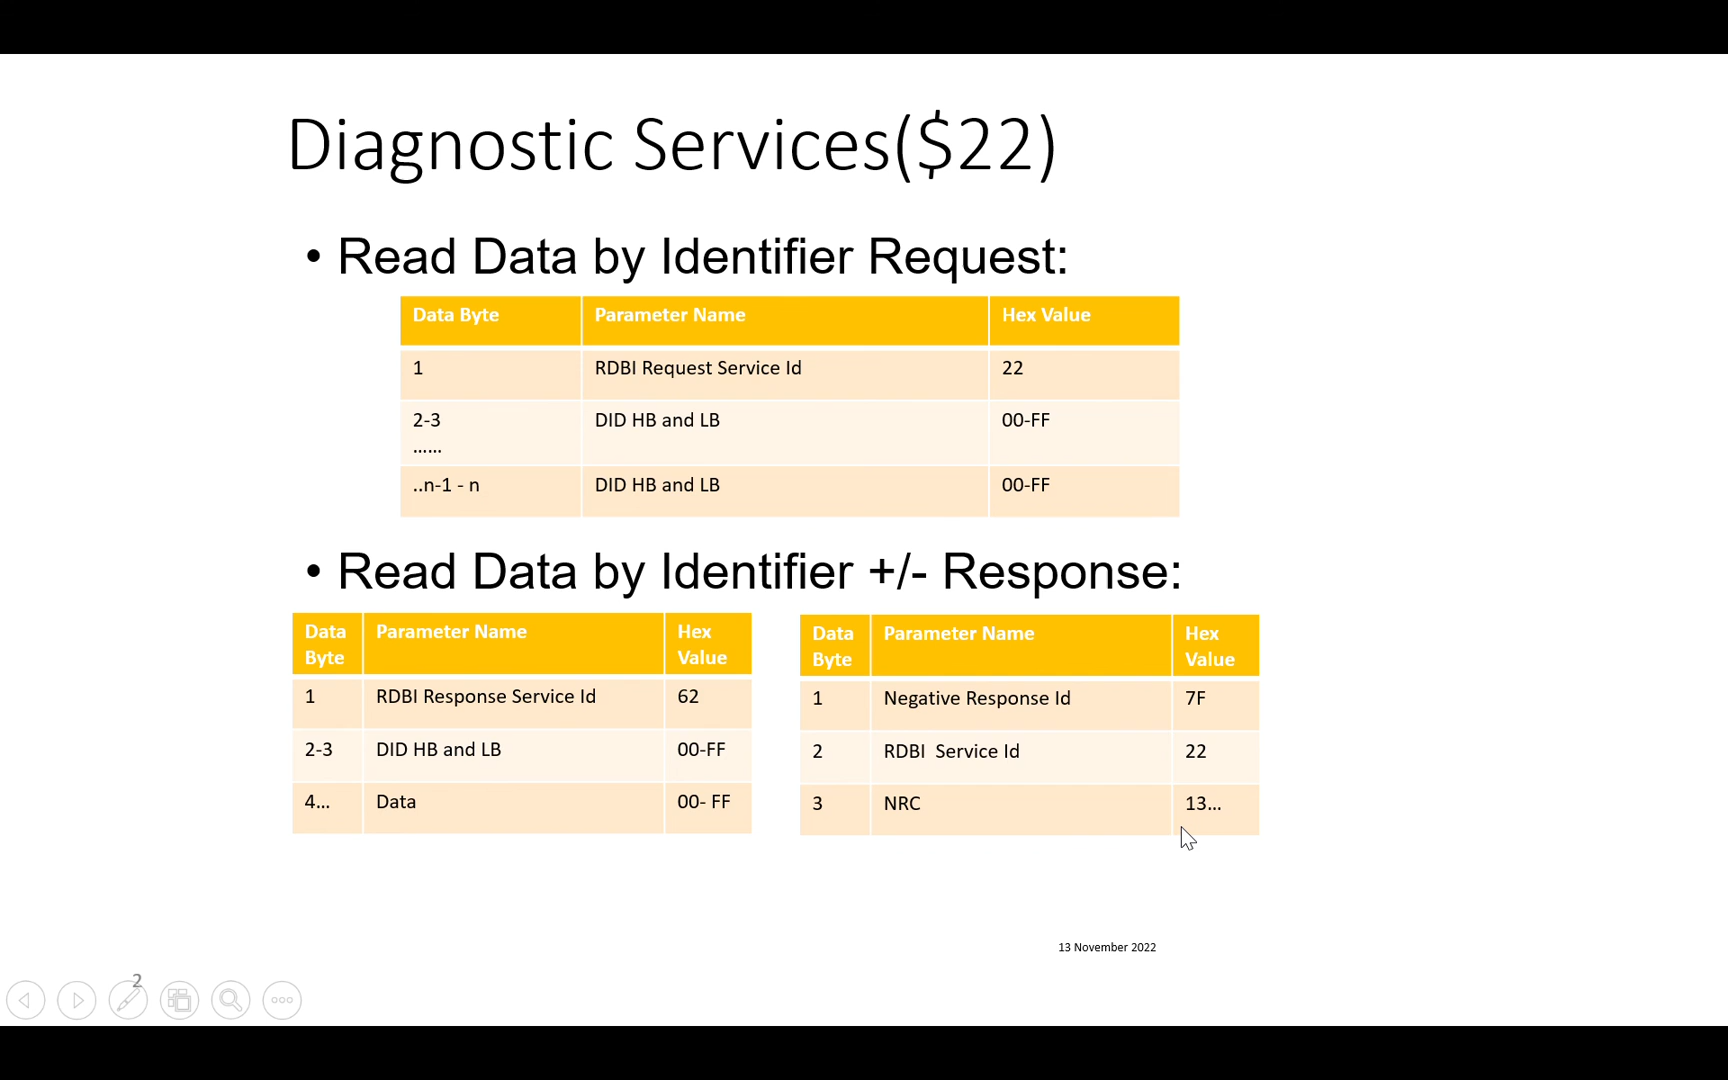 Diagnostic Services($22)
• Read Data by Identifier Request:
Data Byte Parameter Name Hex Value
1 RDBI Request Service Id 22
2-3 DID HB and LB 00-FF
......
..n-1 - n DID HB and LB 00-FF
• Read Data by Identifier +/- Response:
Data Byte Parameter Name Hex Value
1 RDBI Response Service Id 62
2-3 DID HB and LB 00-FF
4... Data 00- FF
Data Byte Parameter Name Hex Value
1 Negative Response Id 7F
2 RDBI  Service Id 22
3 NRC 13...
13 November 2022
2